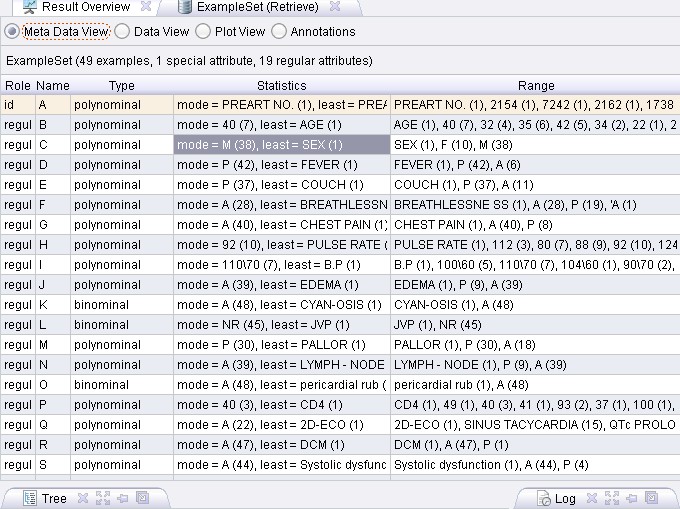 Result Overview ExampleSet (Retrieve)
Meta Data View Data View Plot View Annotations
ExampleSet (49 examples, 1 special attribute, 19 regular attributes)
Role Name Type Statistics Range
id A polynominal mode = PREART NO. (1), least = PREA PREART NO. (1), 2154 (1), 7242 (1), 2162 (1), 1738
regul B polynominal mode = 40 (7), least = AGE (1) AGE (1), 40 (7), 32 (4), 35 (6), 42 (5), 34 (2), 22 (1), 2
regul C polynominal mode = M (38), least = SEX (1) SEX (1), F (10), M (38)
regul D polynominal mode = P (42), least = FEVER (1) FEVER (1), P (42), A (6)
regul E polynominal mode = P (37), least = COUCH (1) COUCH (1), P (37), A (11)
regul F polynominal mode = A (28), least = BREATHLESSN BREATHLESSNE SS (1), A (28), P (19), 'A (1)
regul G polynominal mode = A (40), least = CHEST PAIN (1) CHEST PAIN (1), A (40), P (8)
regul H polynominal mode = 92 (10), least = PULSE RATE ( PULSE RATE (1), 112 (3), 80 (7), 88 (9), 92 (10), 124
regul I polynominal mode = 110\70 (7), least = B.P (1) B.P (1), 100\60 (5), 110\70 (7), 104\60 (1), 90\70 (2),
regul J polynominal mode = A (39), least = EDEMA (1) EDEMA (1), P (9), A (39)
regul K binominal mode = A (48), least = CYAN-OSIS (1) CYAN-OSIS (1), A (48)
regul L binominal mode = NR (45), least = JVP (1) JVP (1), NR (45)
regul M polynominal mode = P (30), least = PALLOR (1) PALLOR (1), P (30), A (18)
regul N polynominal mode = A (39), least = LYMPH - NODE LYMPH - NODE (1), P (9), A (39)
regul O binominal mode = A (48), least = pericardial rub ( pericardial rub (1), A (48)
regul P polynominal mode = 40 (3), least = CD4 (1) CD4 (1), 49 (1), 40 (3), 41 (1), 93 (2), 37 (1), 100 (1),
regul Q polynominal mode = A (22), least = 2D-ECO (1) 2D-ECO (1), SINUS TACYCARDIA (15), QTc PROLO
regul R polynominal mode = A (47), least = DCM (1) DCM (1), A (47), P (1)
regul S polynominal mode = A (44), least = Systolic dysfunc Systolic dysfunction (1), A (44), P (4)
Tree Log